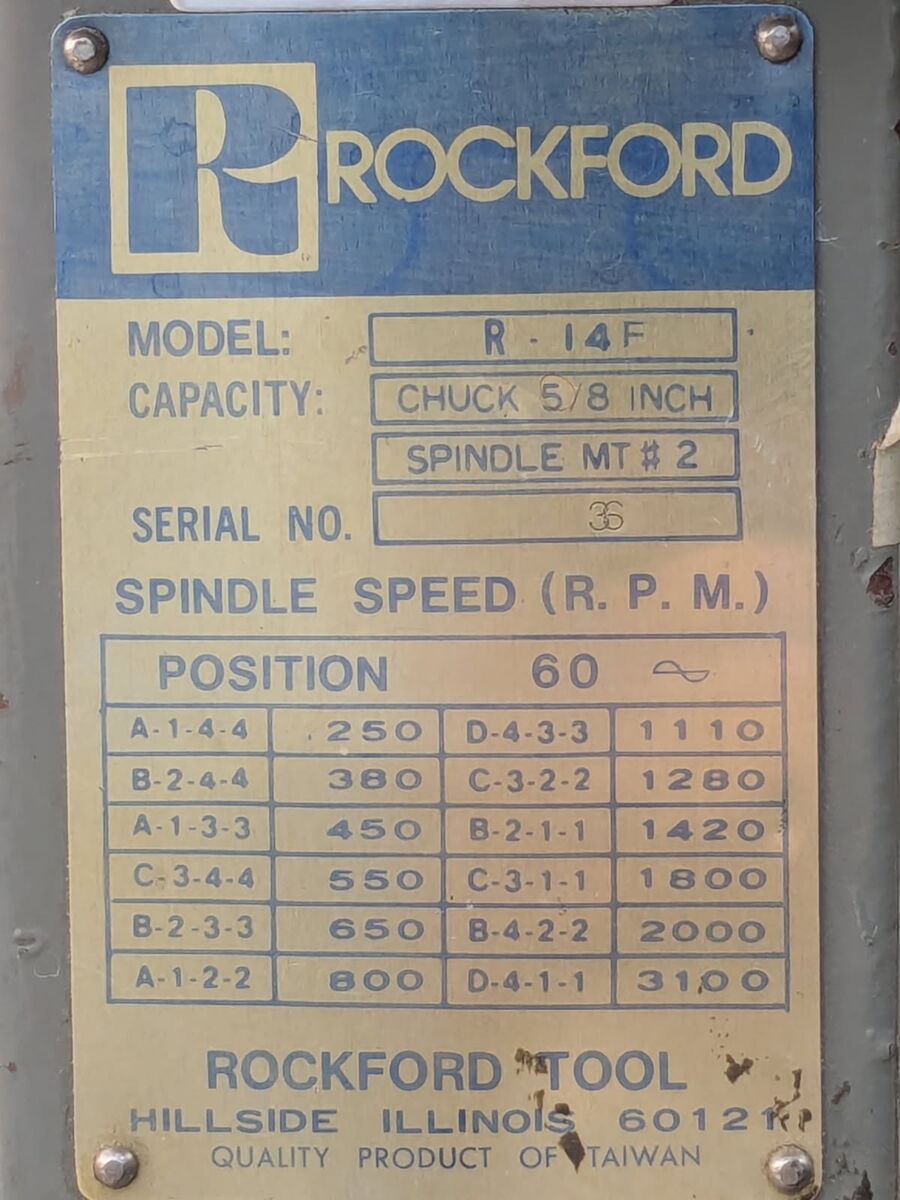 R ROCKFORD
MODEL: R - 14F
CAPACITY: CHUCK 5/8 INCH
SPINDLE MT # 2
SERIAL NO. 36
SPINDLE SPEED (R. P. M.)
POSITION 60 ~
A-1-4-4 250 D-4-3-3 1110
B-2-4-4 380 C-3-2-2 1280
A-1-3-3 450 B-2-1-1 1420
C-3-4-4 550 C-3-1-1 1800
B-2-3-3 650 B-4-2-2 2000
A-1-2-2 800 D-4-1-1 3100
ROCKFORD TOOL
HILLSIDE ILLINOIS 60121
QUALITY PRODUCT OF TAIWAN